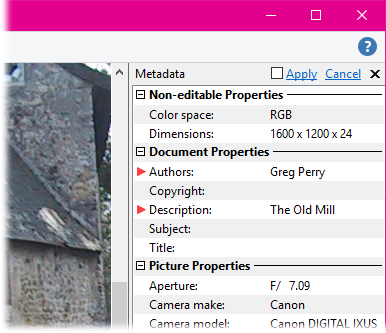 ?
Metadata Apply Cancel
Non-editable Properties
Color space: RGB
Dimensions: 1600 x 1200 x 24
Document Properties
Authors: Greg Perry
Copyright:
Description: The Old Mill
Subject:
Title:
Picture Properties
Aperture: F/ 7.09
Camera make: Canon
Camera model: Canon DIGITAL IXUS